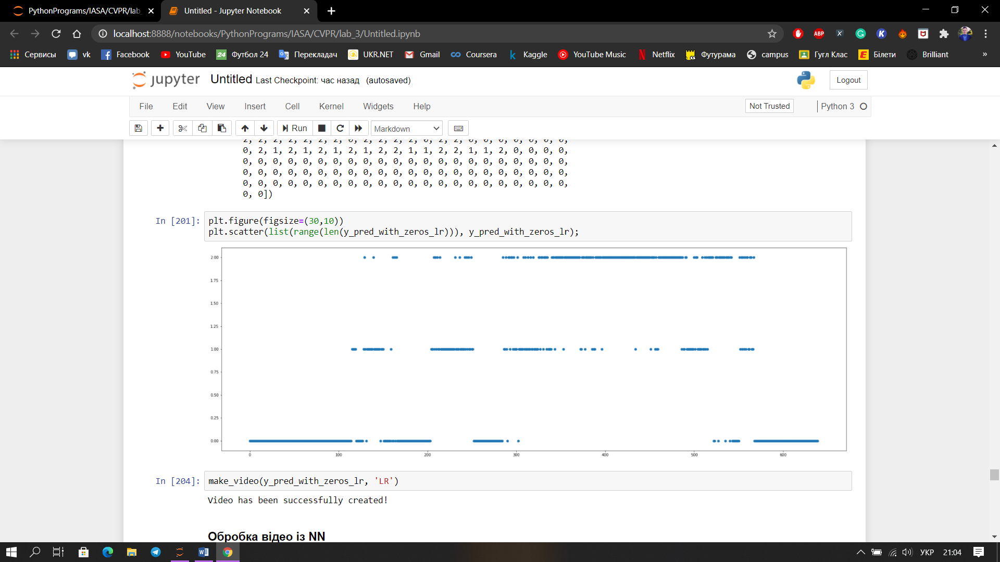 PythonPrograms/IASA/CVPR/lab_
Untitled - Jupyter Notebook
localhost:8888/notebooks/PythonPrograms/IASA/CVPR/lab_3/Untitled.ipynb
ABP
Сервисы vk Facebook YouTube 24 Футбол 24 Перекладач UKR.NET Gmail Coursera Kaggle YouTube Music Netflix Футурама campus Гугл Клас Білети Brilliant »
jupyter Untitled Last Checkpoint: час назад (autosaved) Logout
File Edit View Insert Cell Kernel Widgets Help Not Trusted Python 3
Run Markdown
2, 2, 2, 2, 2, 2, 2, 0, 2, 2, 2, 2, 0, 2, 2, 0, 0, 0, 0, 0, 0, 0,
0, 2, 1, 2, 1, 2, 1, 2, 1, 2, 2, 1, 1, 2, 2, 1, 1, 2, 0, 0, 0, 0,
0, 0, 0, 0, 0, 0, 0, 0, 0, 0, 0, 0, 0, 0, 0, 0, 0, 0, 0, 0, 0, 0,
0, 0, 0, 0, 0, 0, 0, 0, 0, 0, 0, 0, 0, 0, 0, 0, 0, 0, 0, 0, 0, 0,
0, 0, 0, 0, 0, 0, 0, 0, 0, 0, 0, 0, 0, 0, 0, 0, 0, 0, 0, 0, 0, 0,
0, 0])
In [201]: plt.figure(figsize=(30,10))
plt.scatter(list(range(len(y_pred_with_zeros_lr))), y_pred_with_zeros_lr);
2.00
1.75
1.50
1.25
1.00
0.75
0.50
0.25
0.00
0 100 200 300 400 500 600
In [204]: make_video(y_pred_with_zeros_lr, 'LR')
Video has been successfully created!
Обробка відео із NN
УКР 21:04